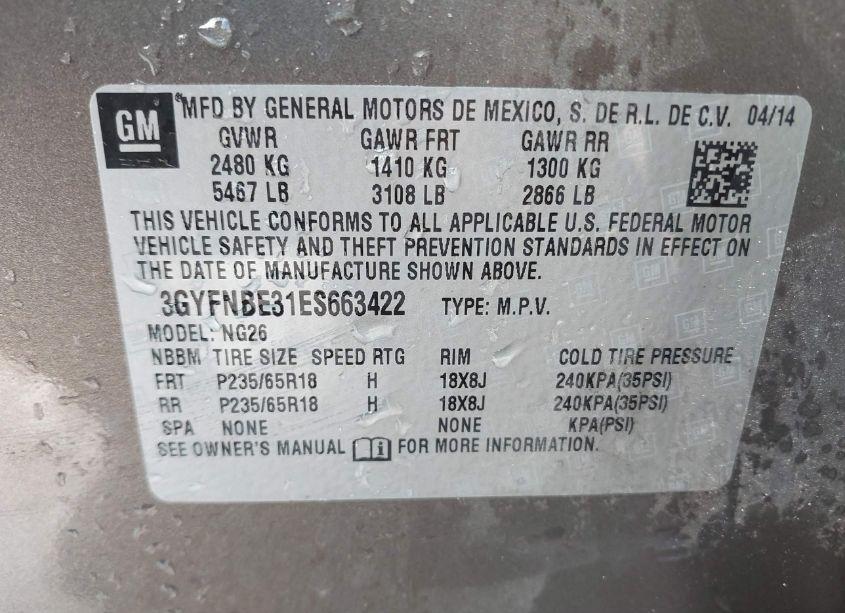 GM
MFD BY GENERAL MOTORS DE MEXICO, S. DE R.L. DE C.V. 04/14
GVWR GAWR FRT GAWR RR
2480 KG 1410 KG 1300 KG
5467 LB 3108 LB 2866 LB
THIS VEHICLE CONFORMS TO ALL APPLICABLE U.S. FEDERAL MOTOR
VEHICLE SAFETY AND THEFT PREVENTION STANDARDS IN EFFECT ON
THE DATE OF MANUFACTURE SHOWN ABOVE.
3GYFNBE31ES663422 TYPE: M.P.V.
MODEL: NG26
NBBM TIRE SIZE SPEED RTG RIM COLD TIRE PRESSURE
FRT P235/65R18 H 18X8J 240KPA(35PSI)
RR P235/65R18 H 18X8J 240KPA(35PSI)
SPA NONE NONE KPA(PSI)
SEE OWNER'S MANUAL FOR MORE INFORMATION.